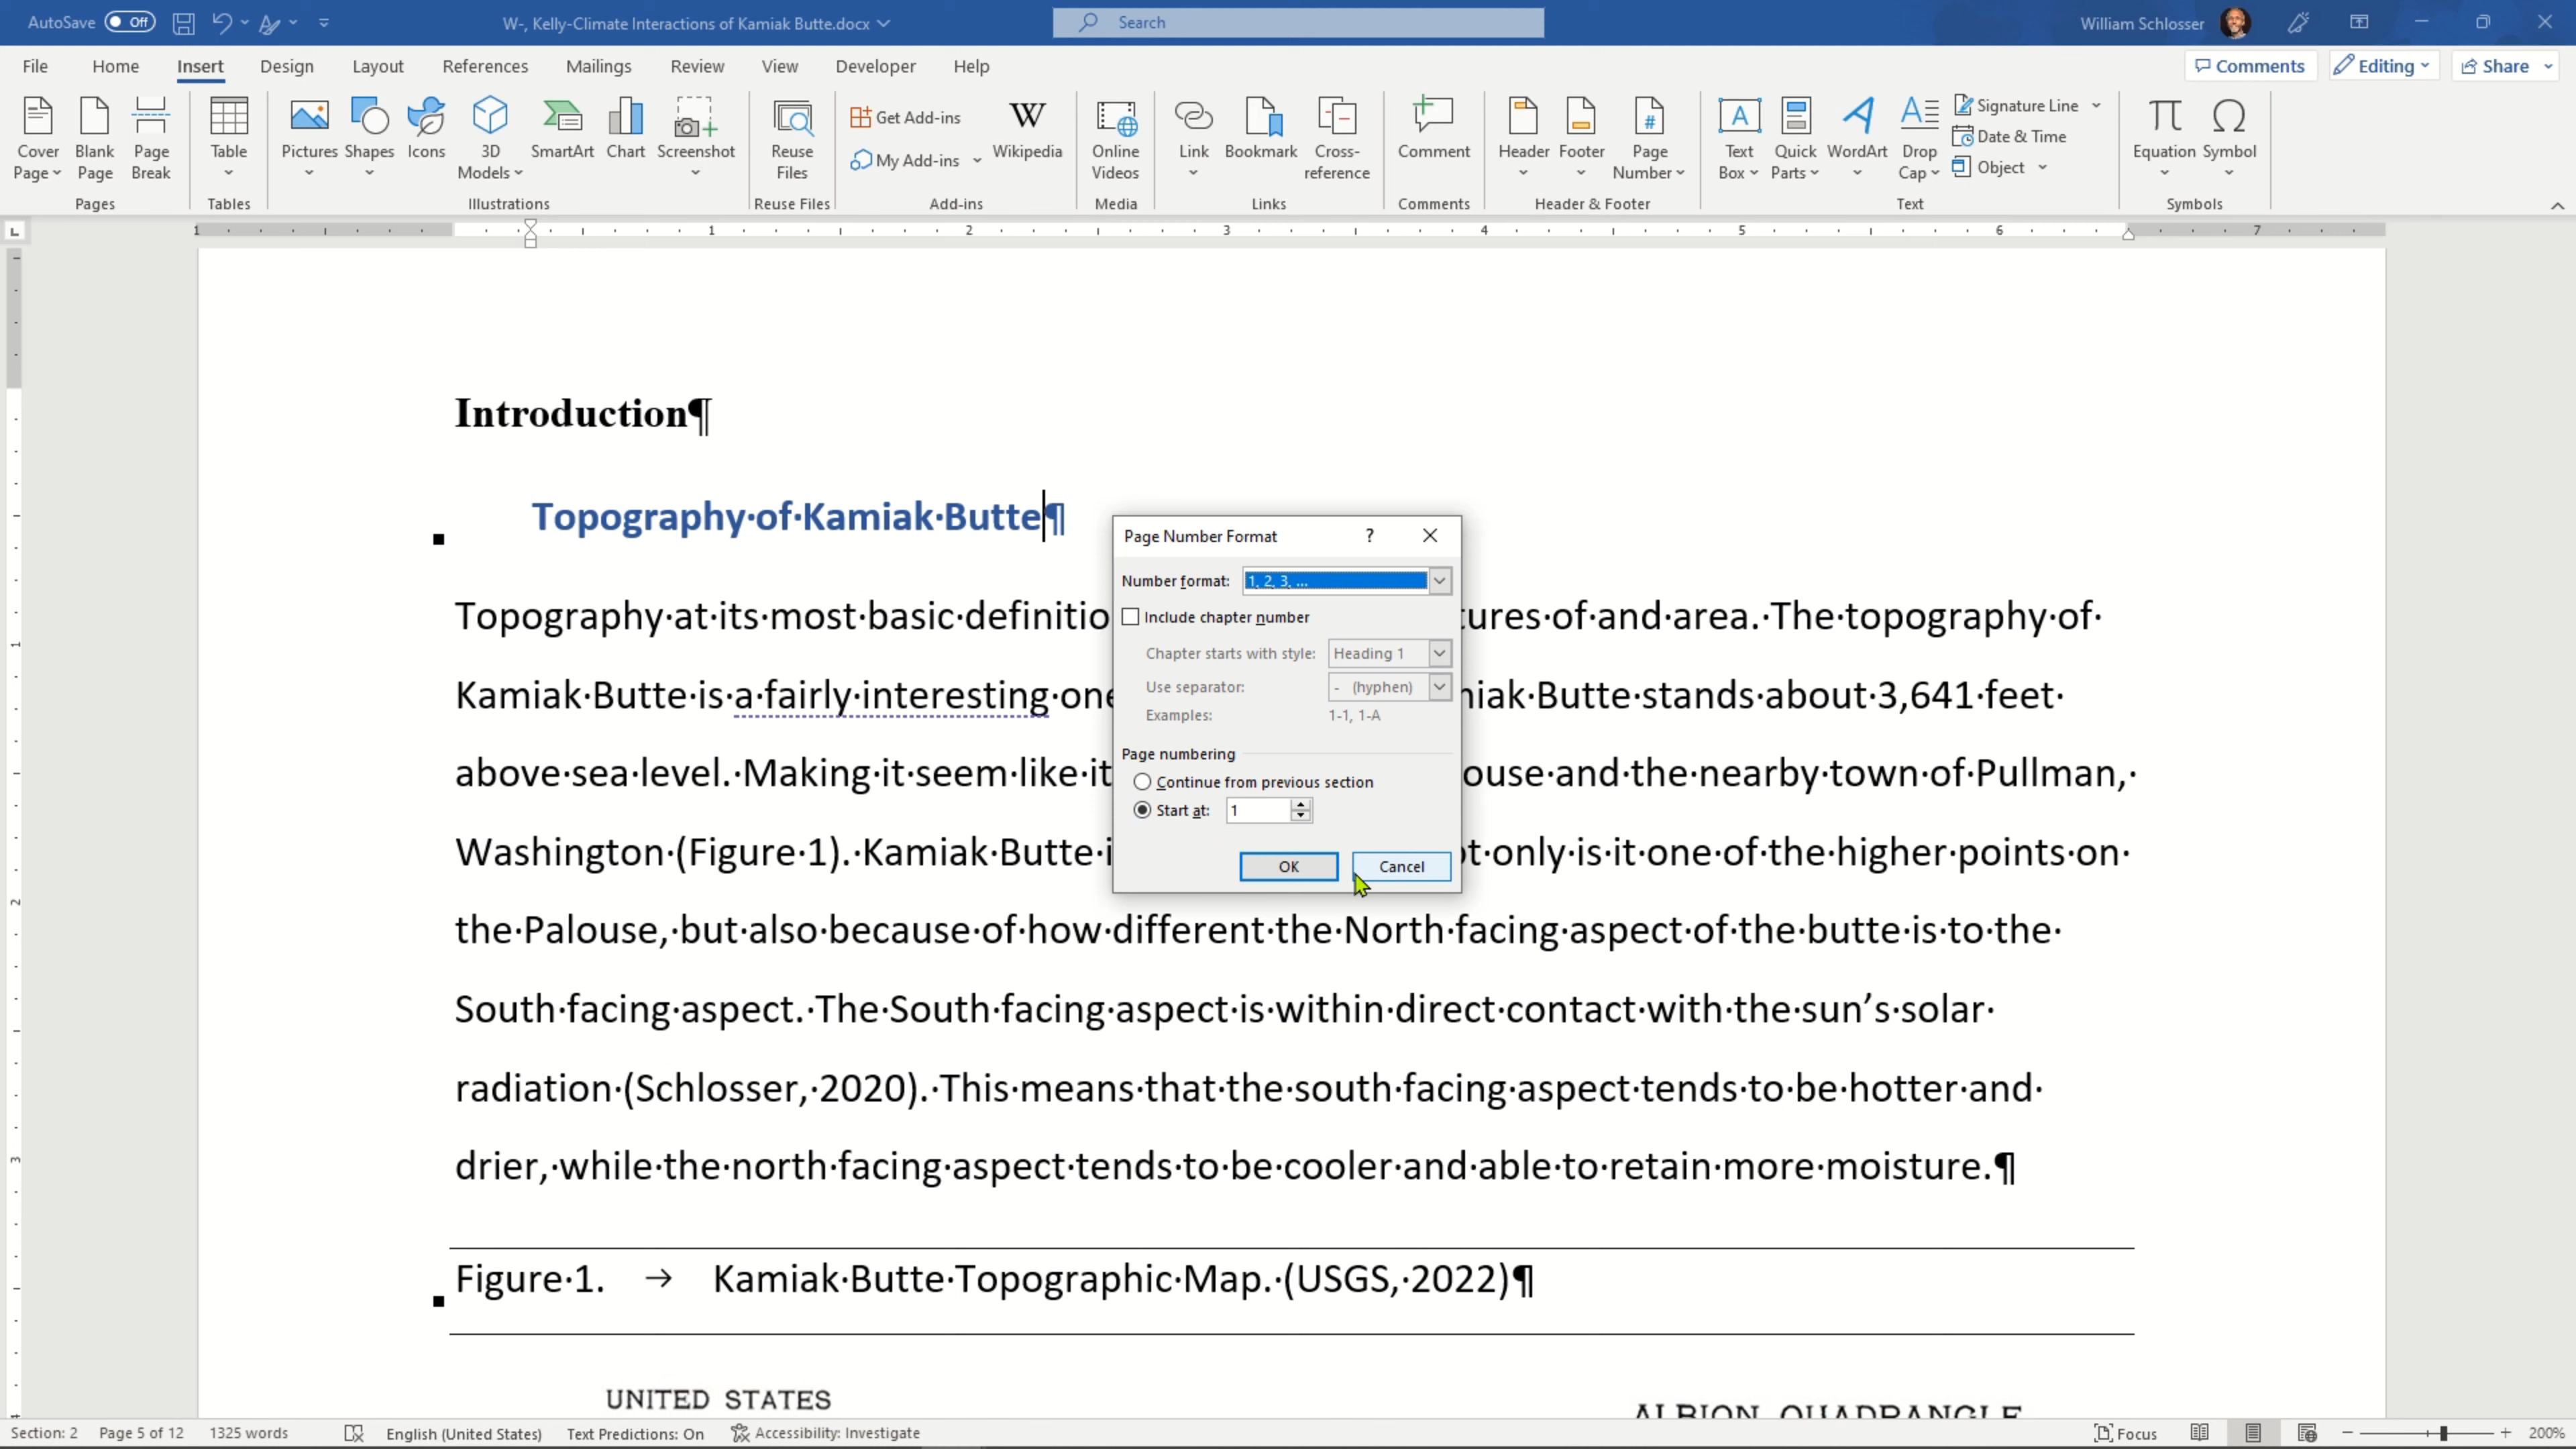 AutoSave Off
W-, Kelly-Climate Interactions of Kamiak Butte.docx
Search
William Schlosser
File Home Insert Design Layout References Mailings Review View Developer Help
Comments Editing Share
Cover Page
Blank Page
Page Break
Table
Pictures
Shapes
Icons
3D Models
SmartArt
Chart
Screenshot
Reuse Files
Get Add-ins
My Add-ins
W
Wikipedia
Online Videos
Link
Bookmark
Cross-reference
Comment
Header
Footer
Page Number
Text Box
Quick Parts
WordArt
Drop Cap
Signature Line
Date & Time
Object
Equation
Symbol
Pages Tables Illustrations Reuse Files Add-ins Media Links Comments Header & Footer Text Symbols
L
1 1 2 3 4 5 6 7
Introduction¶
Topography·of·Kamiak·Butte¶
Topography·at·its·most·basic·definitio tures·of·and·area.·The·topography·of·
Kamiak·Butte·is·a·fairly·interesting·one niak·Butte·stands·about·3,641·feet·
above·sea·level.·Making·it·seem·like·it ouse·and·the·nearby·town·of·Pullman,·
Washington·(Figure·1).·Kamiak·Butte·i ot·only·is·it·one·of·the·higher·points·on·
the·Palouse,·but·also·because·of·how·different·the·North·facing·aspect·of·the·butte·is·to·the·
South·facing·aspect.·The·South·facing·aspect·is·within·direct·contact·with·the·sun’s·solar·
radiation·(Schlosser,·2020).·This·means·that·the·south·facing·aspect·tends·to·be·hotter·and·
drier,·while·the·north·facing·aspect·tends·to·be·cooler·and·able·to·retain·more·moisture.¶
Figure·1. → Kamiak·Butte·Topographic·Map.·(USGS,·2022)¶
UNITED STATES
ALBION QUADRANGLE
Page Number Format ?
Number format: 1, 2, 3, ...
Include chapter number
Chapter starts with style: Heading 1
Use separator: - (hyphen)
Examples: 1-1, 1-A
Page numbering
Continue from previous section
Start at: 1
OK Cancel
1
2
3
Section: 2 Page 5 of 12 1325 words English (United States) Text Predictions: On Accessibility: Investigate
Focus 200%